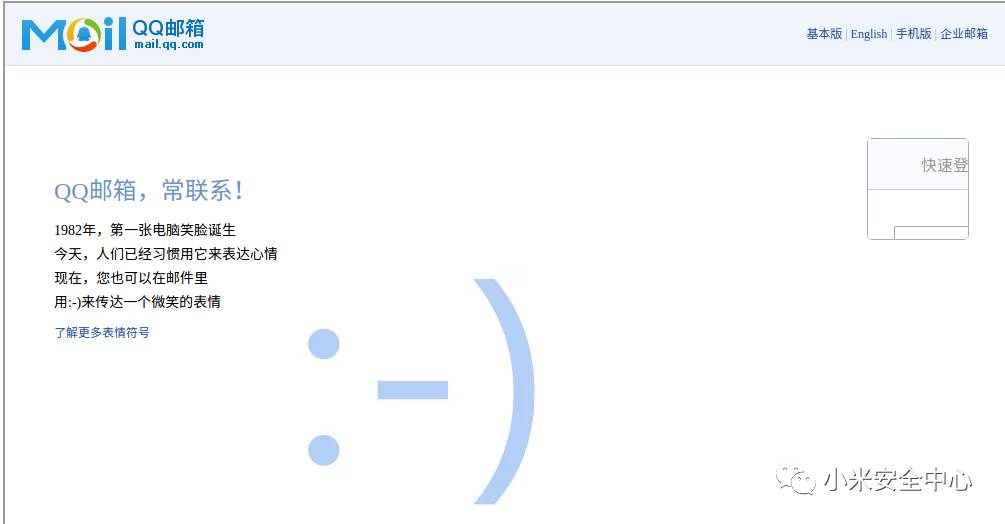 Mail QQ邮箱
mail.qq.com
基本版 | English | 手机版 | 企业邮箱
快速登
QQ邮箱，常联系！
1982年，第一张电脑笑脸诞生
今天，人们已经习惯用它来表达心情
现在，您也可以在邮件里
用:-)来传达一个微笑的表情
了解更多表情符号
:-)
小米安全中心